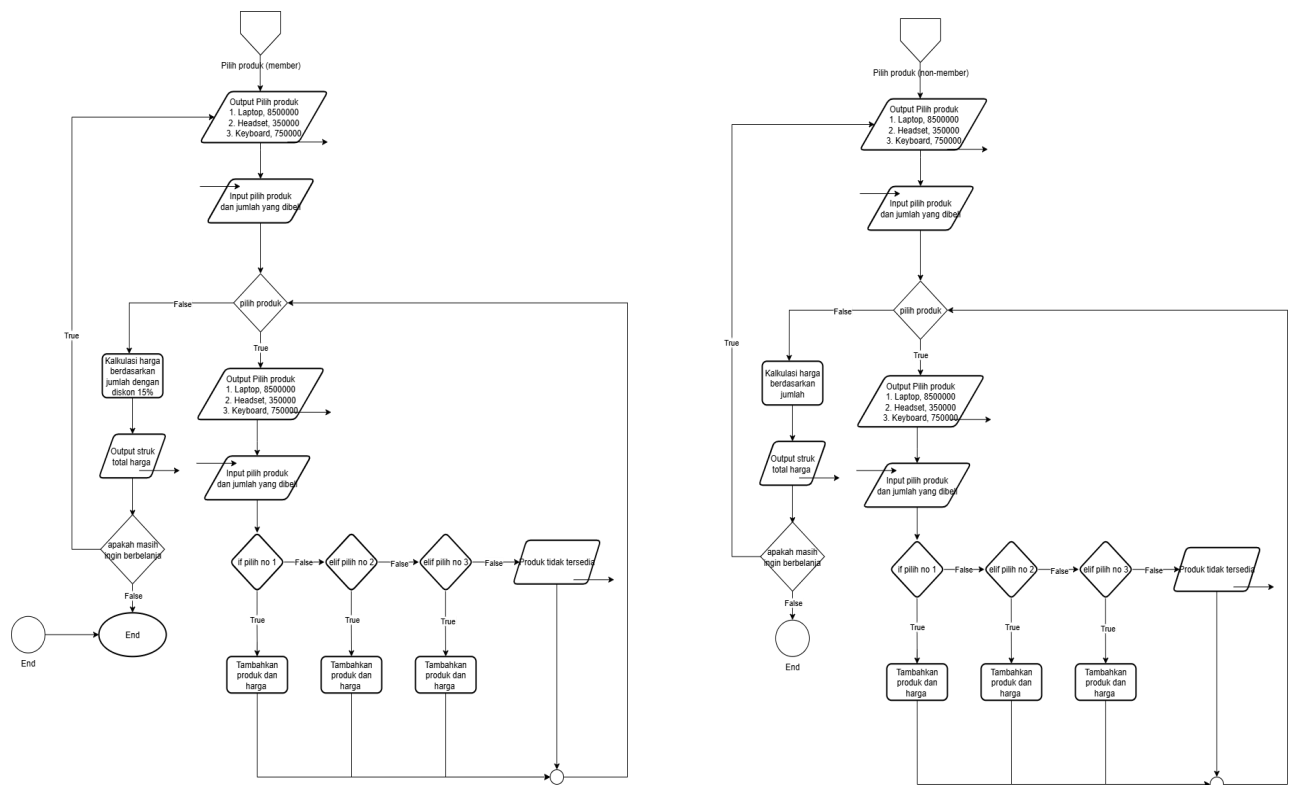 Pilih produk (member)
Output Pilih produk
1. Laptop, 8500000
2. Headset, 350000
3. Keyboard, 750000
Input pilih produk
dan jumlah yang dibeli
pilih produk
False
True
True
Kalkulasi harga
berdasarkan
jumlah dengan
diskon 15%
Output Pilih produk
1. Laptop, 8500000
2. Headset, 350000
3. Keyboard, 750000
Output struk
total harga
Input pilih produk
dan jumlah yang dibeli
apakah masih
ingin berbelanja
False
End
End
if pilih no 1
False
elif pilih no 2
False
elif pilih no 3
False
Produk tidak tersedia
True
True
True
Tambahkan
produk dan
harga
Tambahkan
produk dan
harga
Tambahkan
produk dan
harga
Pilih produk (non-member)
Output Pilih produk
1. Laptop, 8500000
2. Headset, 350000
3. Keyboard, 750000
Input pilih produk
dan jumlah yang dibeli
pilih produk
False
True
True
Kalkulasi harga
berdasarkan
jumlah
Output Pilih produk
1. Laptop, 8500000
2. Headset, 350000
3. Keyboard, 750000
Output struk
total harga
Input pilih produk
dan jumlah yang dibeli
apakah masih
ingin berbelanja
False
End
if pilih no 1
False
elif pilih no 2
False
elif pilih no 3
False
Produk tidak tersedia
True
True
True
Tambahkan
produk dan
harga
Tambahkan
produk dan
harga
Tambahkan
produk dan
harga